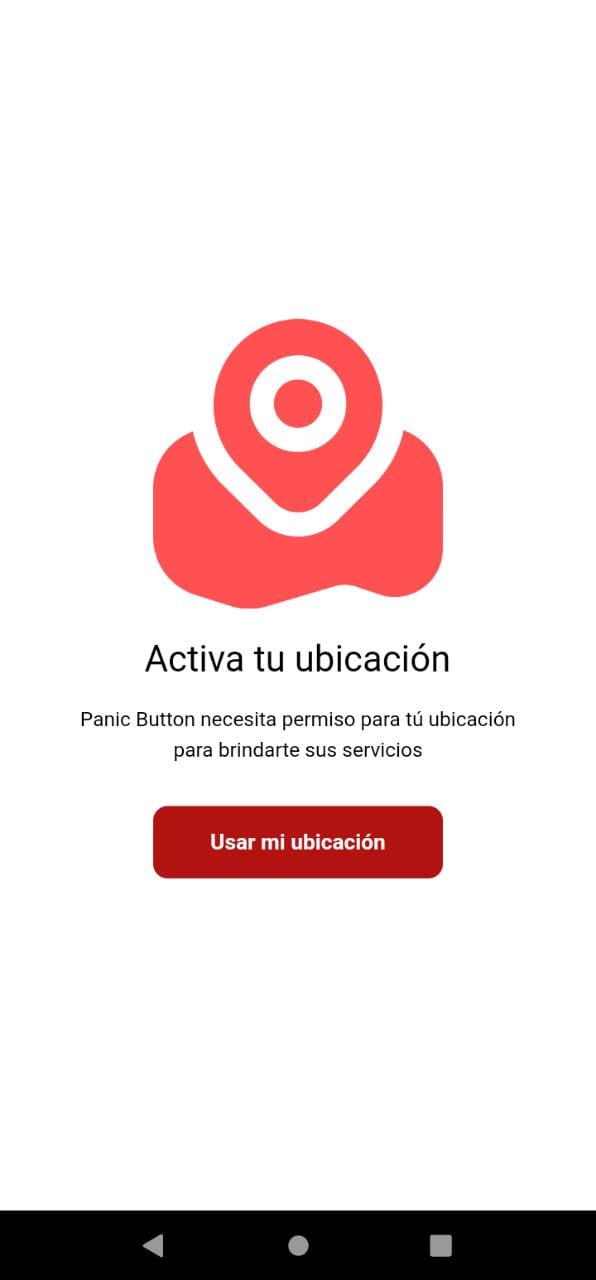 Activa tu ubicación
Panic Button necesita permiso para tú ubicación
para brindarte sus servicios
Usar mi ubicación